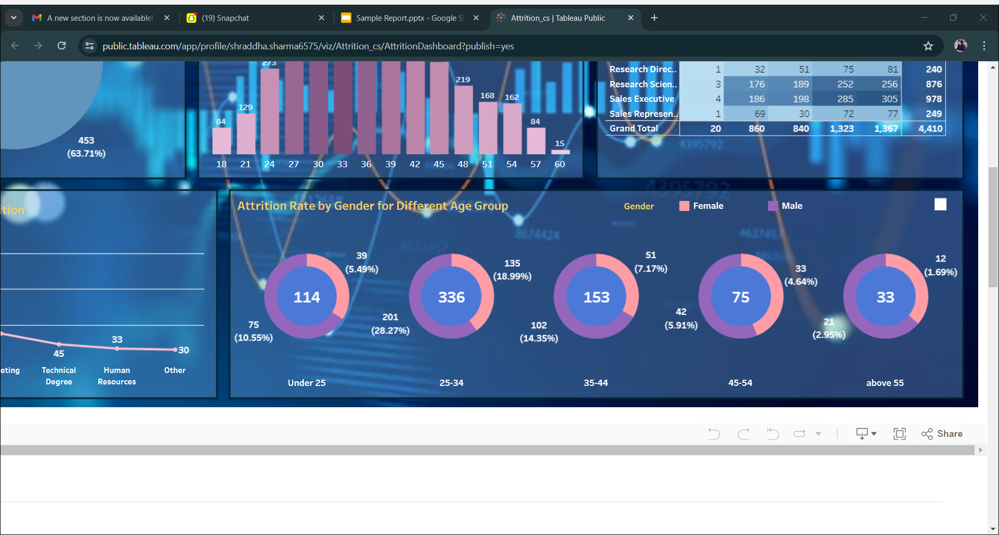 A new section is now available!
(19) Snapchat
Sample Report.pptx - Google Sl
Attrition_cs | Tableau Public
public.tableau.com/app/profile/shraddha.sharma6575/viz/Attrition_cs/AttritionDashboard?publish=yes
453
(63.71%)
84 129 273 219 168 162 84 15
18 21 24 27 30 33 36 39 42 45 48 51 54 57 60
Research Direc.. 1 32 51 75 81 240
Research Scien.. 3 176 189 252 256 876
Sales Executive 4 186 198 285 305 978
Sales Represen.. 1 69 30 72 77 249
Grand Total 20 860 840 1,323 1,367 4,410
4395792
4395792
ition
45 33 30
eting Technical Degree Human Resources Other
Attrition Rate by Gender for Different Age Group
Gender Female Male
8674424
4637457
39
(5.49%)
114
75
(10.55%)
Under 25
135
(18.99%)
336
201
(28.27%)
25-34
51
(7.17%)
153
102
(14.35%)
35-44
33
(4.64%)
75
42
(5.91%)
45-54
12
(1.69%)
33
21
(2.95%)
above 55
Share